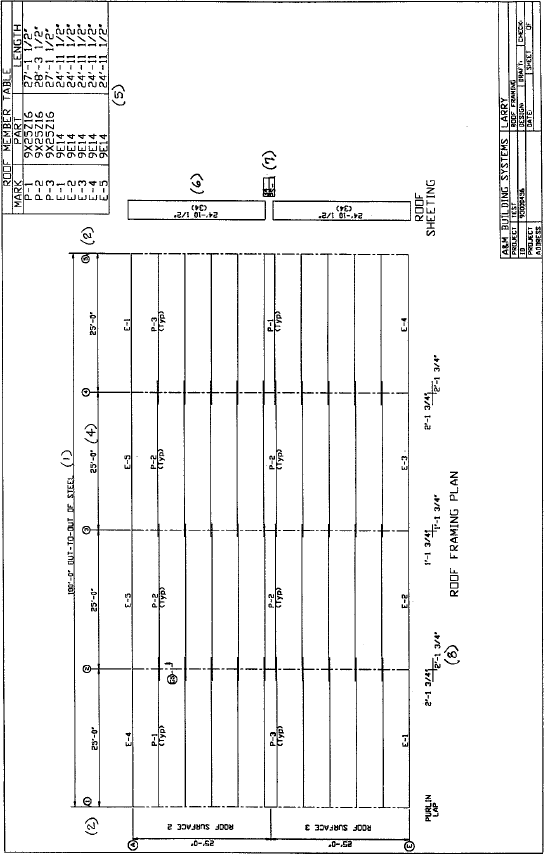 ROOF MEMBER TABLE
MARK PART LENGTH
P-1 9X25Z16 27'-1 1/2"
P-2 9X25Z16 28'-3 1/2"
P-3 9X25Z16 27'-1 1/2"
E-1 9E14 24'-11 1/2"
E-2 9E14 24'-11 1/2"
E-3 9E14 24'-11 1/2"
E-4 9E14 24'-11 1/2"
E-5 9E14 24'-11 1/2"
(5)
(1)
100'-0" OUT-TO-OUT OF STEEL
(2) (2)
1 2 3 4 5
25'-0" 25'-0" 25'-0" (4) 25'-0"
E-4 E-5 E-5 E-1
P-1 (Typ) P-2 (Typ) P-2 (Typ) P-3 (Typ)
P-3 (Typ) P-2 (Typ) P-2 (Typ) P-1 (Typ)
E-1 E-2 E-3 E-4
A
E
ROOF SURFACE 2
ROOF SURFACE 3
25'-0"
25'-0"
(6)
(7)
(34)
24'-10 1/2"
(34)
24'-10 1/2"
ROOF SHEETING
PURLIN LAP
2'-1 3/4" 2'-1 3/4"
1'-1 3/4" 1'-1 3/4"
2'-1 3/4" 2'-1 3/4"
(8)
ROOF FRAMING PLAN
A&M BUILDING SYSTEMS LARRY
PROJECT TEST ROOF FRAMING
ID DESIGN: DRAFT: CHECK:
PROJECT ADDRESS DATE: SHEET OF